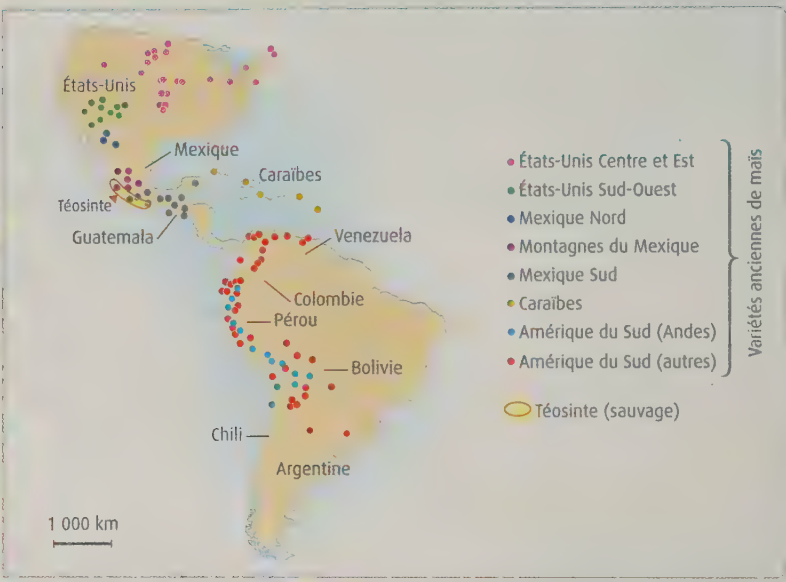 États-Unis
Mexique
Caraïbes
Téosinte
Guatemala
Venezuela
Colombie
Pérou
Bolivie
Chili
Argentine
1 000 km
États-Unis Centre et Est
États-Unis Sud-Ouest
Mexique Nord
Montagnes du Mexique
Mexique Sud
Caraïbes
Amérique du Sud (Andes)
Amérique du Sud (autres)
Variétés anciennes de maïs
Téosinte (sauvage)